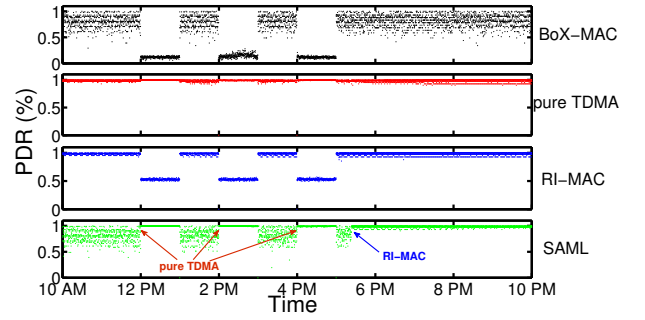 1
0.5
0
BoX-MAC
1
0.5
0
pure TDMA
1
0.5
0
RI-MAC
1
0.5
0
SAML
pure TDMA
RI-MAC
PDR (%)
10 AM 12 PM 2 PM 4 PM 6 PM 8 PM 10 PM
Time